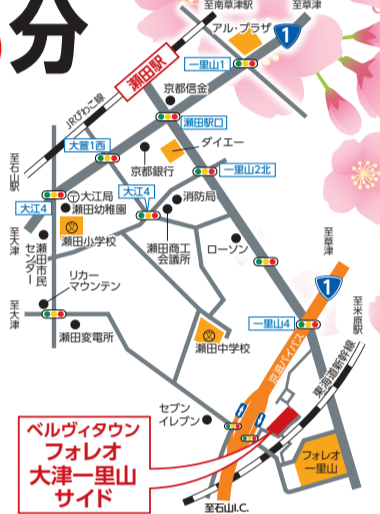 分
至南草津駅
至草津
アル・プラザ
1
瀬田駅
一里山1
JRびわこ線
京都信金
瀬田駅口
大萱1西
ダイエー
京都銀行
一里山2北
至石山駅
大江局
大江4
消防局
大江4
瀬田幼稚園
至大津
瀬田小学校
瀬田商工
会議所
瀬田市民
センター
ローソン
至草津
リカー
マウンテン
1
至大津
至米原駅
瀬田変電所
一里山4
瀬田中学校
京滋バイパス
東海道新幹線
セブン
イレブン
ベルヴィタウン
フォレオ
大津一里山
サイド
フォレオ
一里山
至石山I.C.